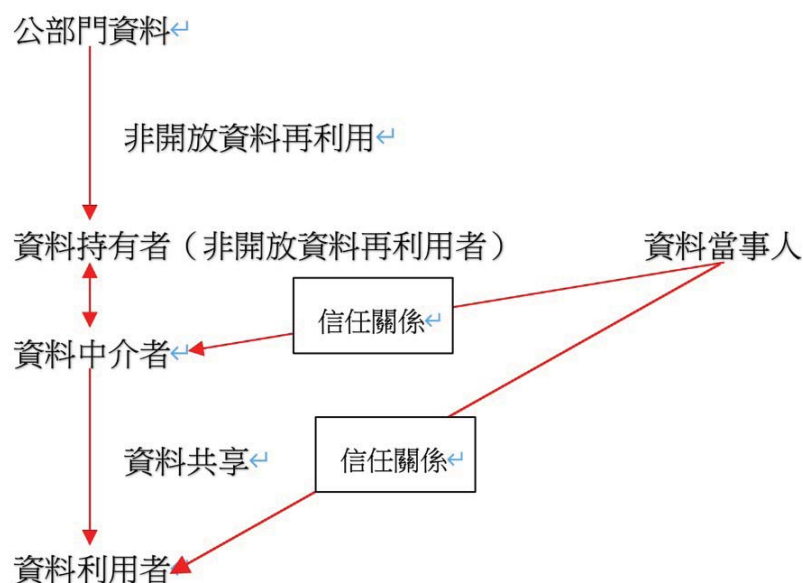 公部門資料
非開放資料再利用
資料持有者（非開放資料再利用者）
資料當事人
信任關係
資料中介者
資料共享
信任關係
資料利用者